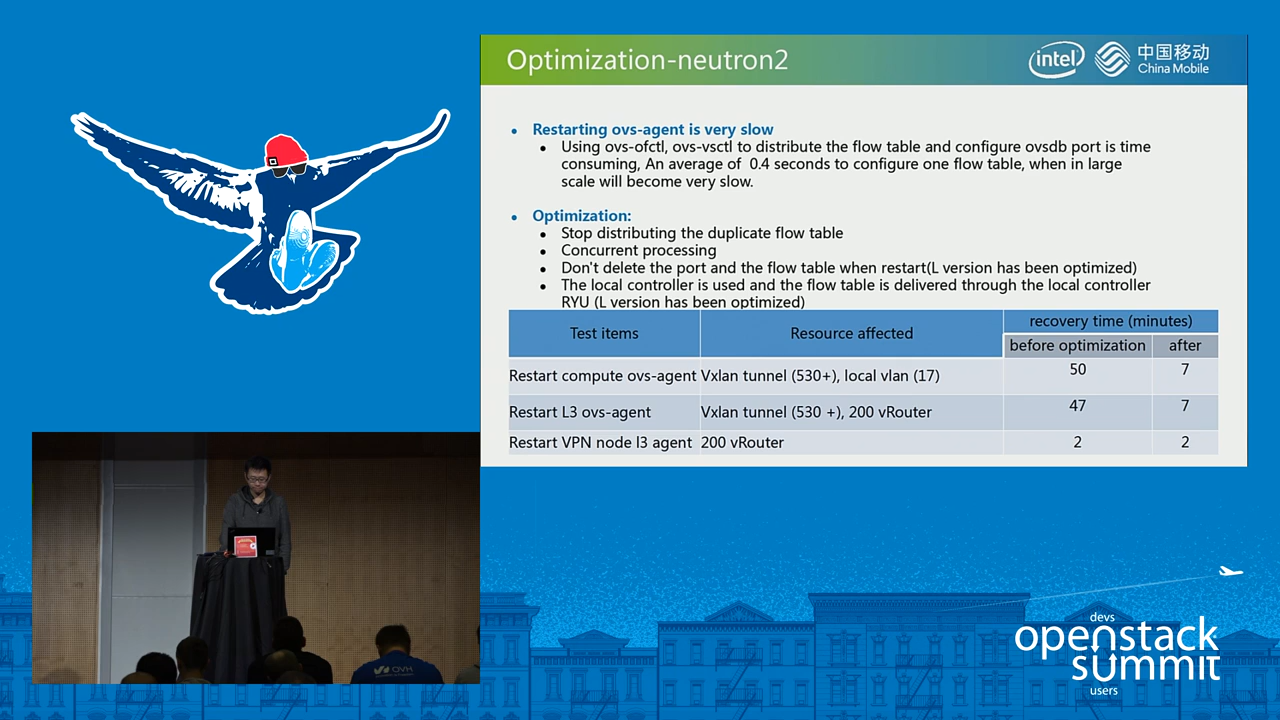 Optimization-neutron2
intel
中国移动
China Mobile
• Restarting ovs-agent is very slow
• Using ovs-ofctl, ovs-vsctl to distribute the flow table and configure ovsdb port is time
consuming, An average of 0.4 seconds to configure one flow table, when in large
scale will become very slow.
• Optimization:
• Stop distributing the duplicate flow table
• Concurrent processing
• Don't delete the port and the flow table when restart(L version has been optimized)
• The local controller is used and the flow table is delivered through the local controller
RYU (L version has been optimized)
Test items Resource affected recovery time (minutes)
before optimization after
Restart compute ovs-agent Vxlan tunnel (530+), local vlan (17) 50 7
Restart L3 ovs-agent Vxlan tunnel (530 +), 200 vRouter 47 7
Restart VPN node l3 agent 200 vRouter 2 2
OVH
devs
openstack
summit
users